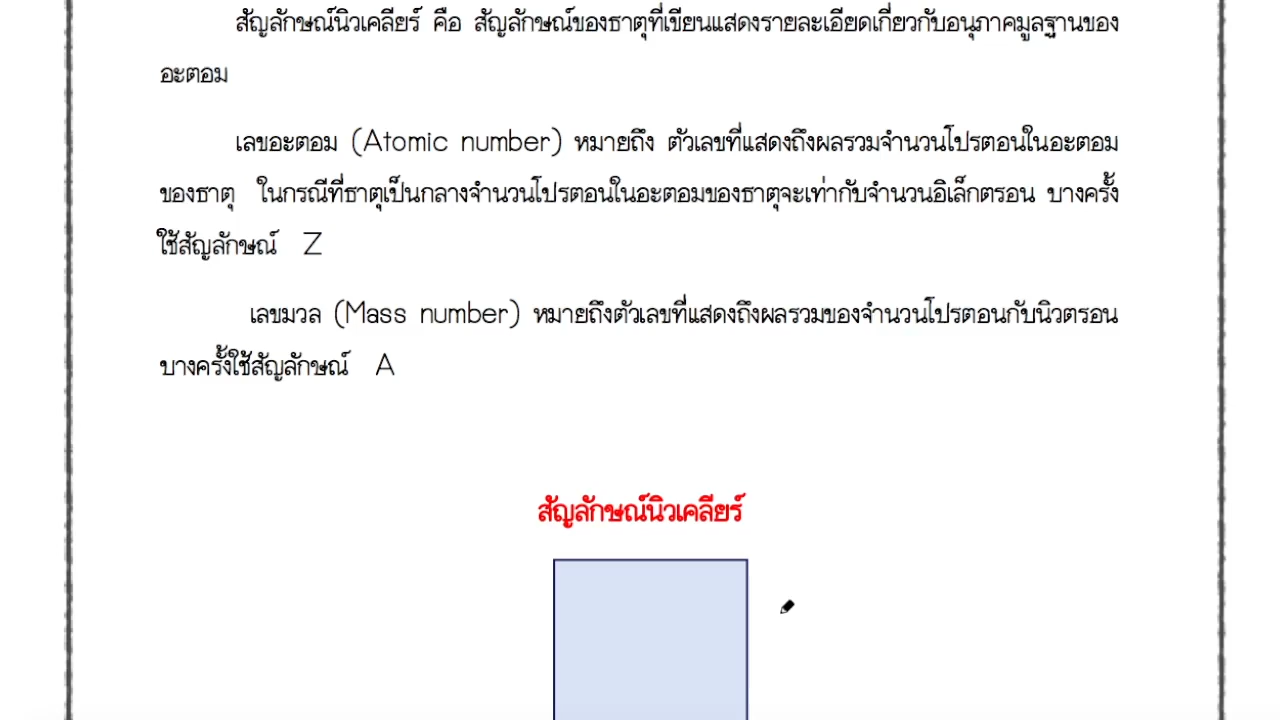 สัญลักษณ์นิวเคลียร์ คือ สัญลักษณ์ของธาตุที่เขียนแสดงรายละเอียดเกี่ยวกับอนุภาคมูลฐานของ
อะตอม
เลขอะตอม (Atomic number) หมายถึง ตัวเลขที่แสดงถึงผลรวมจำนวนโปรตอนในอะตอม
ของธาตุ ในกรณีที่ธาตุเป็นกลางจำนวนโปรตอนในอะตอมของธาตุจะเท่ากับจำนวนอิเล็กตรอน บางครั้ง
ใช้สัญลักษณ์ Z
เลขมวล (Mass number) หมายถึงตัวเลขที่แสดงถึงผลรวมของจำนวนโปรตอนกับนิวตรอน
บางครั้งใช้สัญลักษณ์ A
สัญลักษณ์นิวเคลียร์